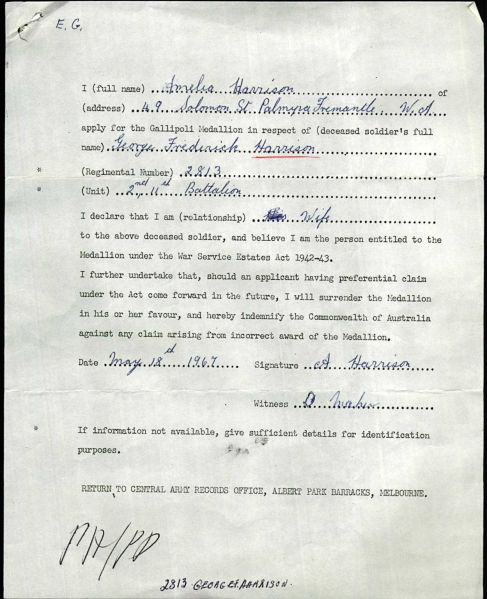 E. G.
I (full name) ...Amelia Harrison........................ of
(address) .49. Solomon St. Palmyra Fremantle. W.A
apply for the Gallipoli Medallion in respect of (deceased soldier's full
name) .George Frederick Harrison....................
(Regimental Number) .2813..............................
* (Unit) ..2nd, 11th Battalion..............................
I declare that I am (relationship) ... Wife..................
to the above deceased soldier, and believe I am the person entitled to the
Medallion under the War Service Estates Act 1942-43.
I further undertake that, should an applicant having preferential claim
under the Act come forward in the future, I will surrender the Medallion
in his or her favour, and hereby indemnify the Commonwealth of Australia
against any claim arising from incorrect award of the Medallion.
Date .May 18th 1967.... Signature ..A Harrison.......
Witness
* If information not available, give sufficient details for identification
purposes.
RETURN TO CENTRAL ARMY RECORDS OFFICE, ALBERT PARK BARRACKS, MELBOURNE.
2813 GEORGE F. HARRISON.